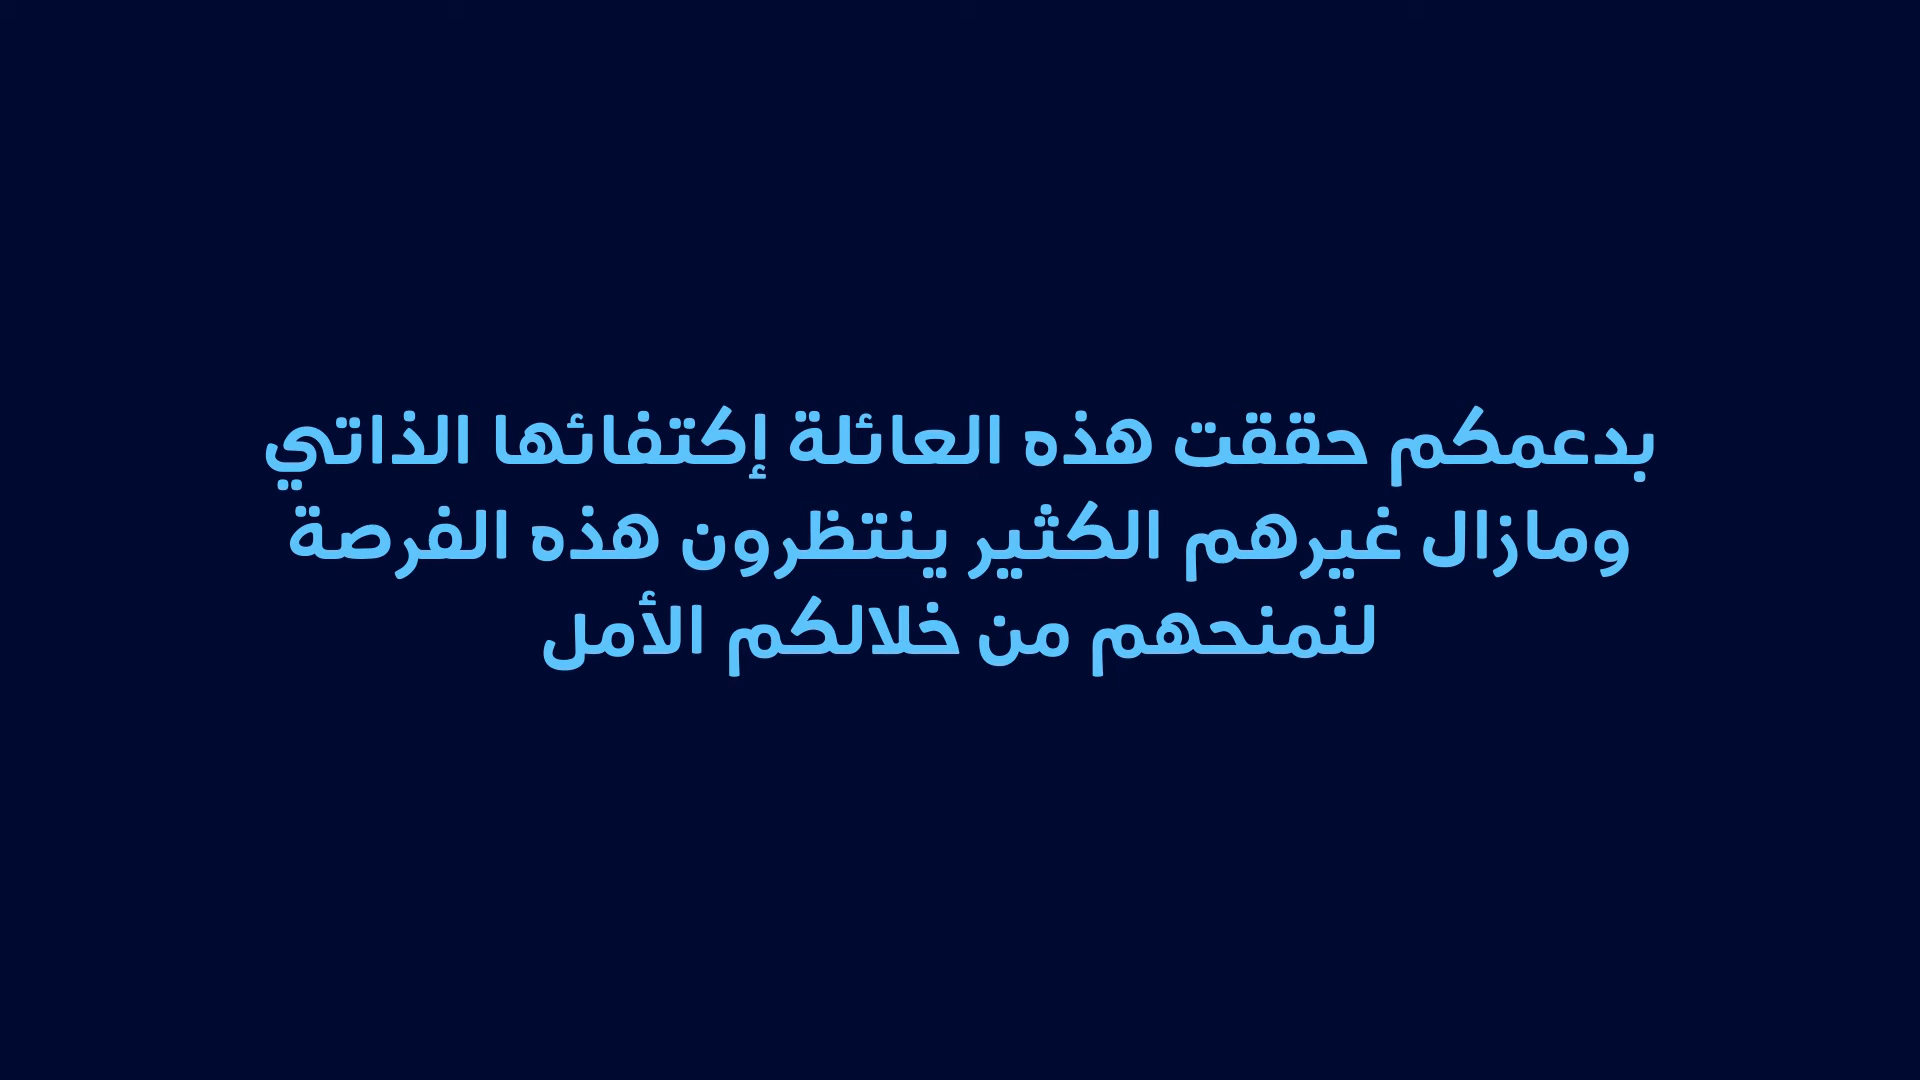 بدعمكم حققت هذه العائلة إكتفائها الذاتي
ومازال غيرهم الكثير ينتظرون هذه الفرصة
لنمنحهم من خلالكم الأمل